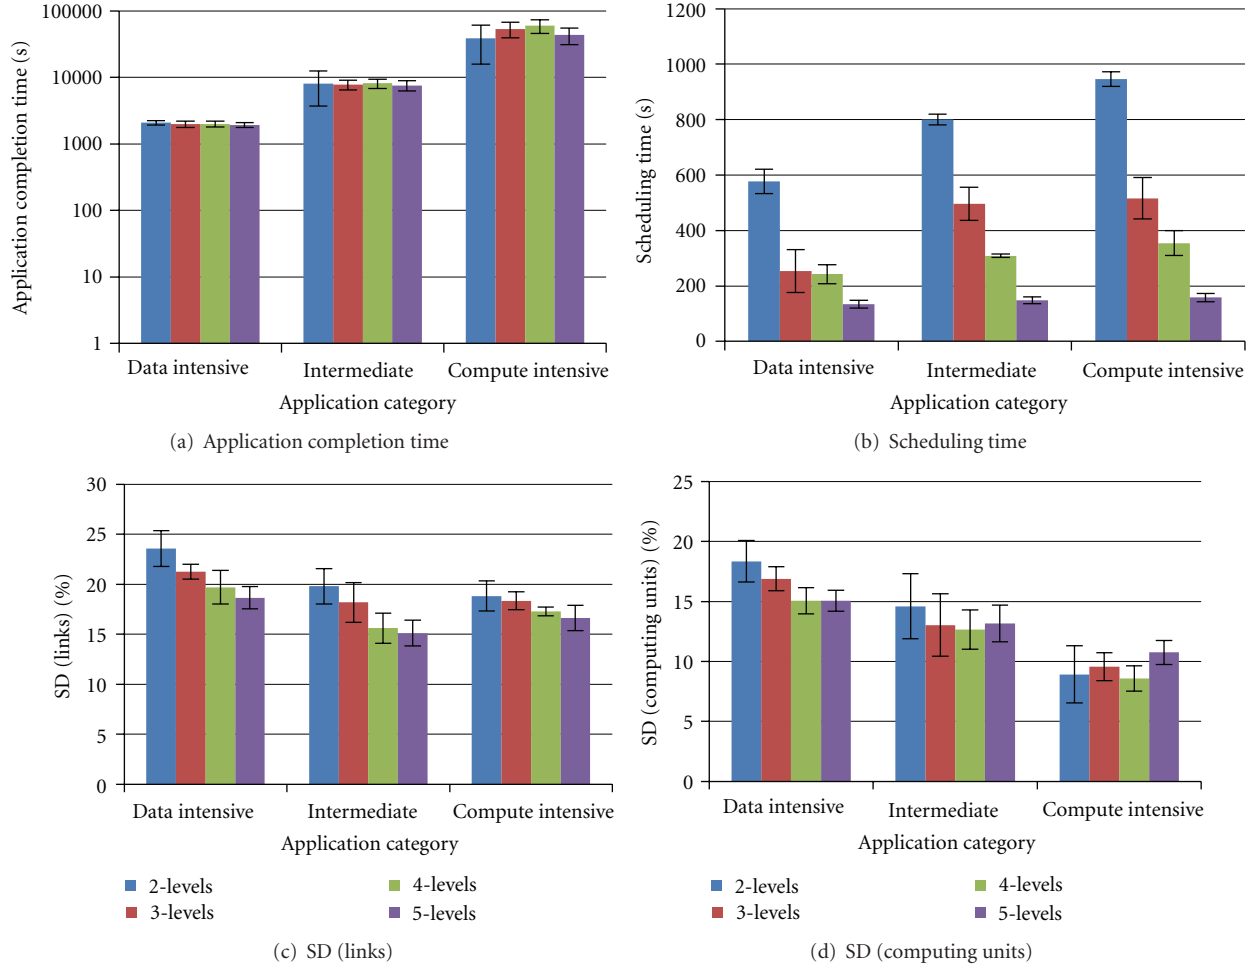 100000
10000
1000
100
10
1
Application completion time (s)
Data intensive
Intermediate
Compute intensive
Application category
(a) Application completion time
1200
1000
800
600
400
200
0
Scheduling time (s)
Data intensive
Intermediate
Compute intensive
Application category
(b) Scheduling time
30
25
20
15
10
5
0
SD (links) (%)
Data intensive
Intermediate
Compute intensive
Application category
2-levels
3-levels
4-levels
5-levels
(c) SD (links)
25
20
15
10
5
0
SD (computing units) (%)
Data intensive
Intermediate
Compute intensive
Application category
2-levels
3-levels
4-levels
5-levels
(d) SD (computing units)